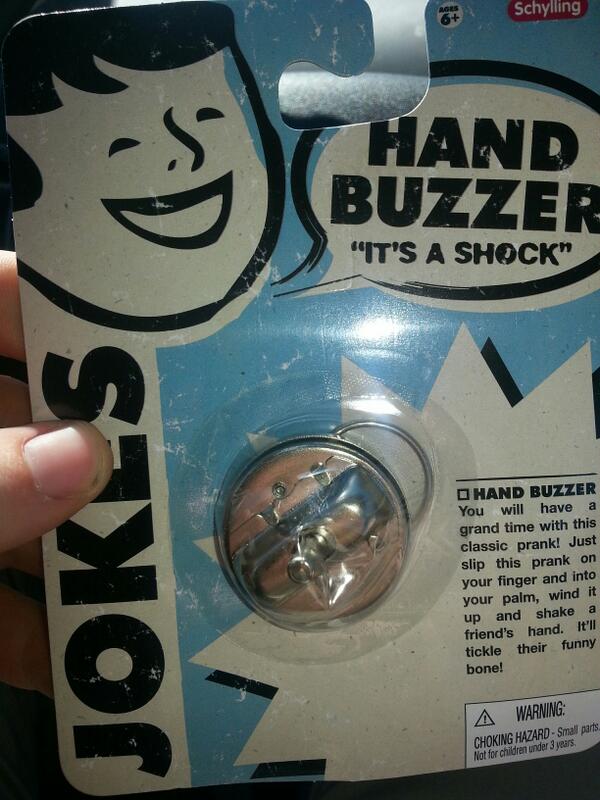 AGES
6+
Schylling
HAND
BUZZER
“IT'S A SHOCK”
JOKES
HAND BUZZER
You will have a
grand time with this
classic prank! Just
slip this prank on
your finger and into
your palm, wind it
up and shake a
friend's hand. It'll
tickle their funny
bone!
WARNING:
CHOKING HAZARD - Small parts.
Not for children under 3 years.